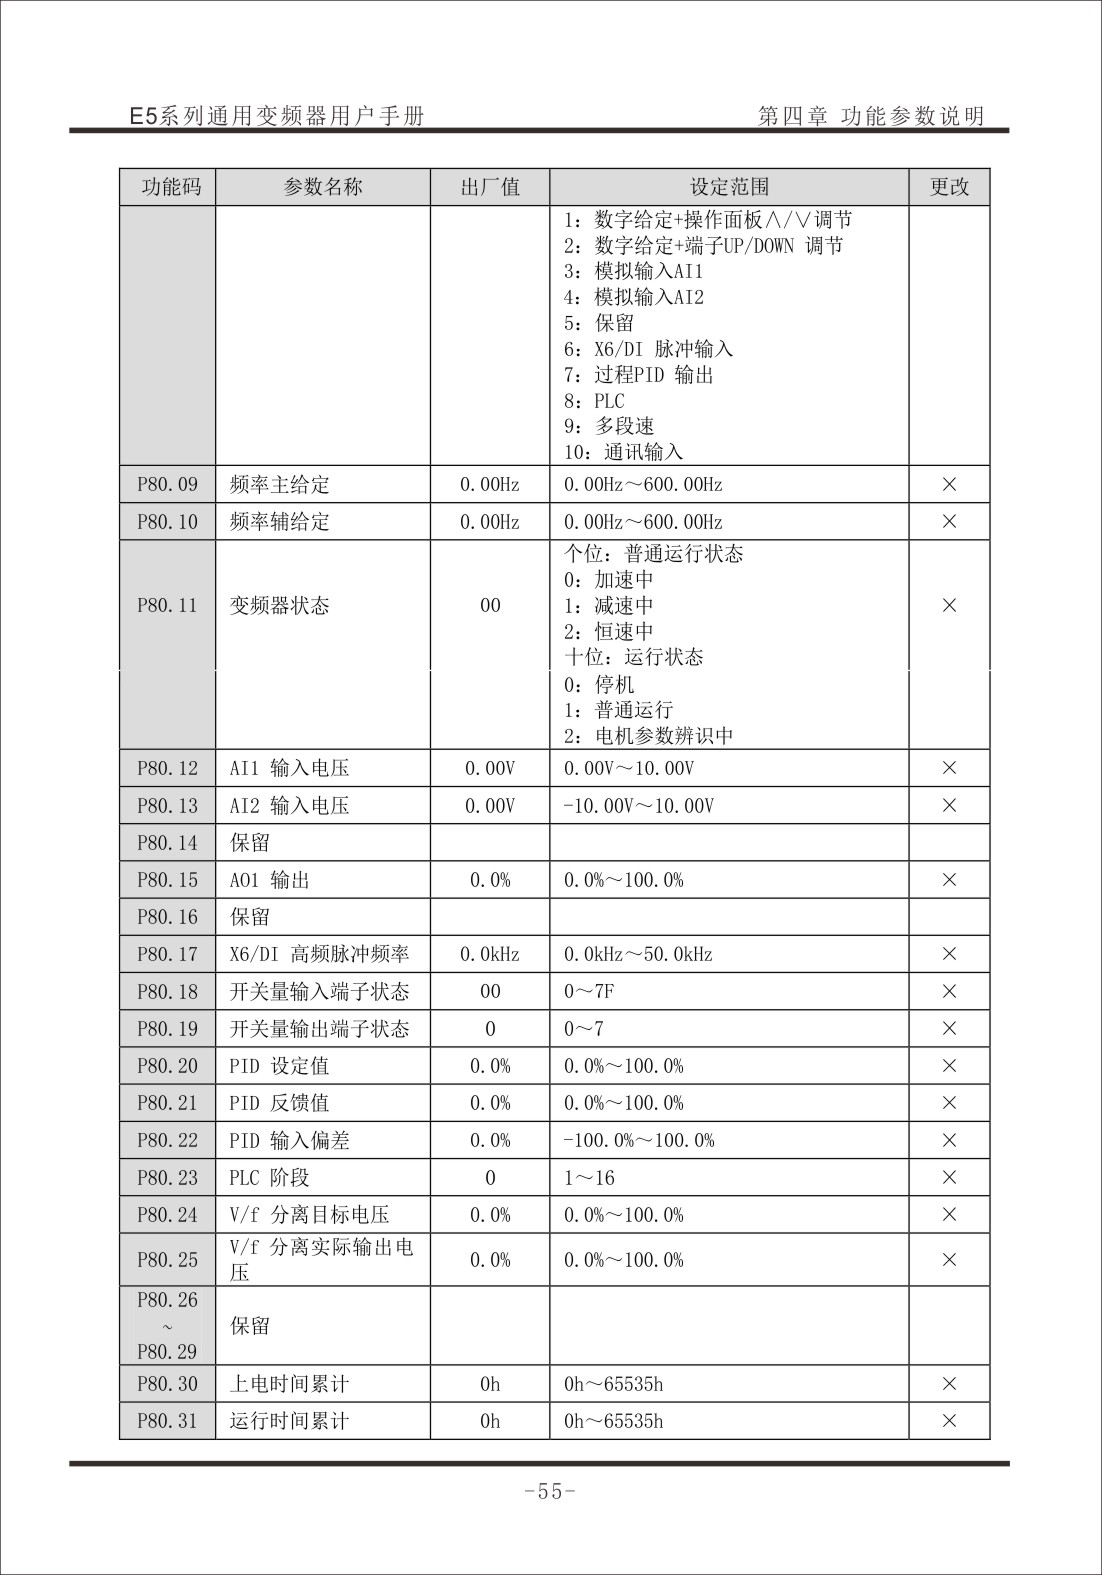 E5系列通用变频器用户手册 第四章 功能参数说明
功能码 参数名称 出厂值 设定范围 更改
1：数字给定+操作面板∧/∨调节
2：数字给定+端子UP/DOWN 调节
3：模拟输入AI1
4：模拟输入AI2
5：保留
6：X6/DI 脉冲输入
7：过程PID 输出
8：PLC
9：多段速
10：通讯输入
P80.09 频率主给定 0.00Hz 0.00Hz～600.00Hz ×
P80.10 频率辅给定 0.00Hz 0.00Hz～600.00Hz ×
个位：普通运行状态
0：加速中
P80.11 变频器状态 00 1：减速中 ×
2：恒速中
十位：运行状态
0：停机
1：普通运行
2：电机参数辨识中
P80.12 AI1 输入电压 0.00V 0.00V～10.00V ×
P80.13 AI2 输入电压 0.00V -10.00V～10.00V ×
P80.14 保留
P80.15 AO1 输出 0.0% 0.0%～100.0% ×
P80.16 保留
P80.17 X6/DI 高频脉冲频率 0.0kHz 0.0kHz～50.0kHz ×
P80.18 开关量输入端子状态 00 0～7F ×
P80.19 开关量输出端子状态 0 0～7 ×
P80.20 PID 设定值 0.0% 0.0%～100.0% ×
P80.21 PID 反馈值 0.0% 0.0%～100.0% ×
P80.22 PID 输入偏差 0.0% -100.0%～100.0% ×
P80.23 PLC 阶段 0 1～16 ×
P80.24 V/f 分离目标电压 0.0% 0.0%～100.0% ×
P80.25 V/f 分离实际输出电 0.0% 0.0%～100.0% ×
压
P80.26
～ 保留
P80.29
P80.30 上电时间累计 0h 0h～65535h ×
P80.31 运行时间累计 0h 0h～65535h ×
-55-